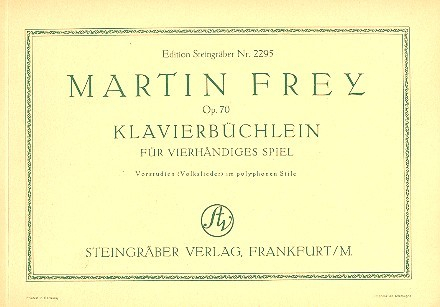 Edition Steingräber Nr. 2295
MARTIN FREY
Op. 70
KLAVIERBÜCHLEIN
FÜR VIERHÄNDIGES SPIEL
Vorstudien (Volkslieder) im polyphonen Stile
StV
STEINGRÄBER VERLAG, FRANKFURT/M.